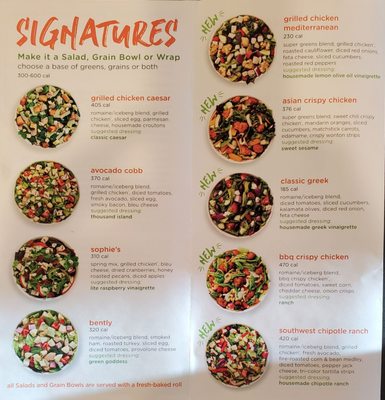 SIGNATURES
Make it a Salad, Grain Bowl or Wrap
choose a base of greens, grains or both
300-600 cal
grilled chicken caesar
405 cal
romaine/iceberg blend, grilled
chicken, sliced egg, parmesan
cheese, housemade croutons
suggested dressing:
classic caesar
avocado cobb
370 cal
romaine/iceberg blend,
grilled chicken, diced tomatoes,
fresh avocado, sliced egg,
smoky bacon, bleu cheese
suggested dressing:
thousand island
sophie's
310 cal
spring mix, grilled chicken, bleu
cheese, dried cranberries, honey
roasted pecans, diced apples
suggested dressing:
lite raspberry vinaigrette
bently
320 cal
romaine/iceberg blend, smoked
ham, roasted turkey, sliced egg,
diced tomatoes, provolone cheese
suggested dressing:
green goddess
all Salads and Grain Bowls are served with a fresh-baked roll
NEW
grilled chicken
mediterranean
230 cal
super greens blend, grilled chicken,
roasted cauliflower, diced red onion,
feta cheese, sliced cucumbers,
roasted red peppers
suggested dressing:
housemade lemon olive oil vinaigrette
NEW
asian crispy chicken
376 cal
super greens blend, sweet chili crispy
chicken, mandarin oranges, sliced
cucumbers, matchstick carrots,
edamame, crispy wonton strips
suggested dressing:
sweet sesame
NEW
classic greek
185 cal
romaine/iceberg blend,
diced tomatoes, sliced cucumbers,
kalamata olives, diced red onion,
feta cheese
suggested dressing:
housemade greek vinaigrette
NEW
bbq crispy chicken
470 cal
romaine/iceberg blend,
bbq crispy chicken,
diced tomatoes, sweet corn,
cheddar cheese, onion crisps
suggested dressing:
ranch
NEW
southwest chipotle ranch
420 cal
romaine/iceberg blend, grilled
chicken, fresh avocado,
fire-roasted corn & bean medley,
diced tomatoes, pepper jack
cheese, tri-color tortilla strips
suggested dressing:
housemade chipotle ranch